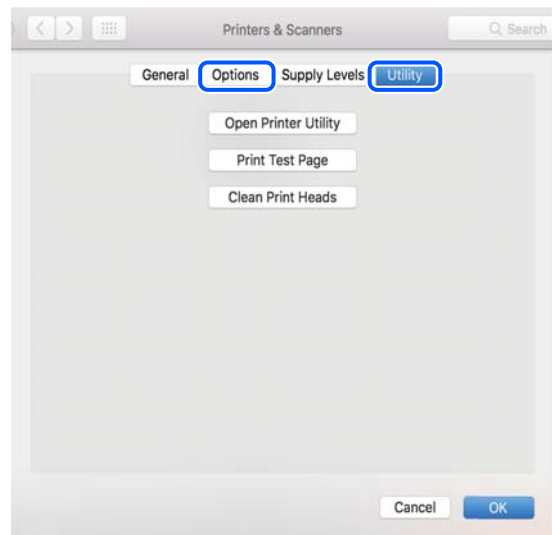 Printers & Scanners
Search
General Options Supply Levels Utility
Open Printer Utility
Print Test Page
Clean Print Heads
Cancel OK